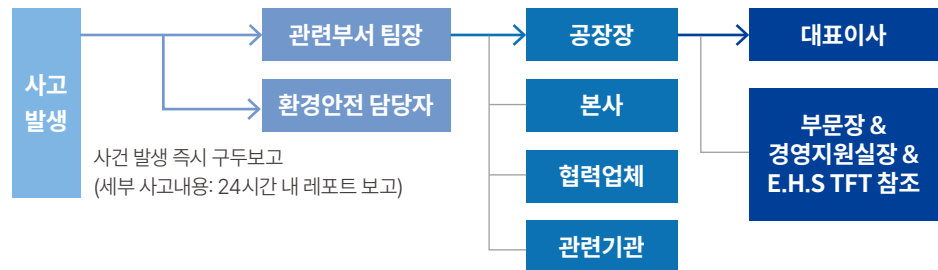 사고
발생
관련부서 팀장
환경안전 담당자
사건 발생 즉시 구두보고
(세부 사고내용: 24시간 내 레포트 보고)
공장장
본사
협력업체
관련기관
대표이사
부문장 &
경영지원실장 &
E.H.S TFT 참조